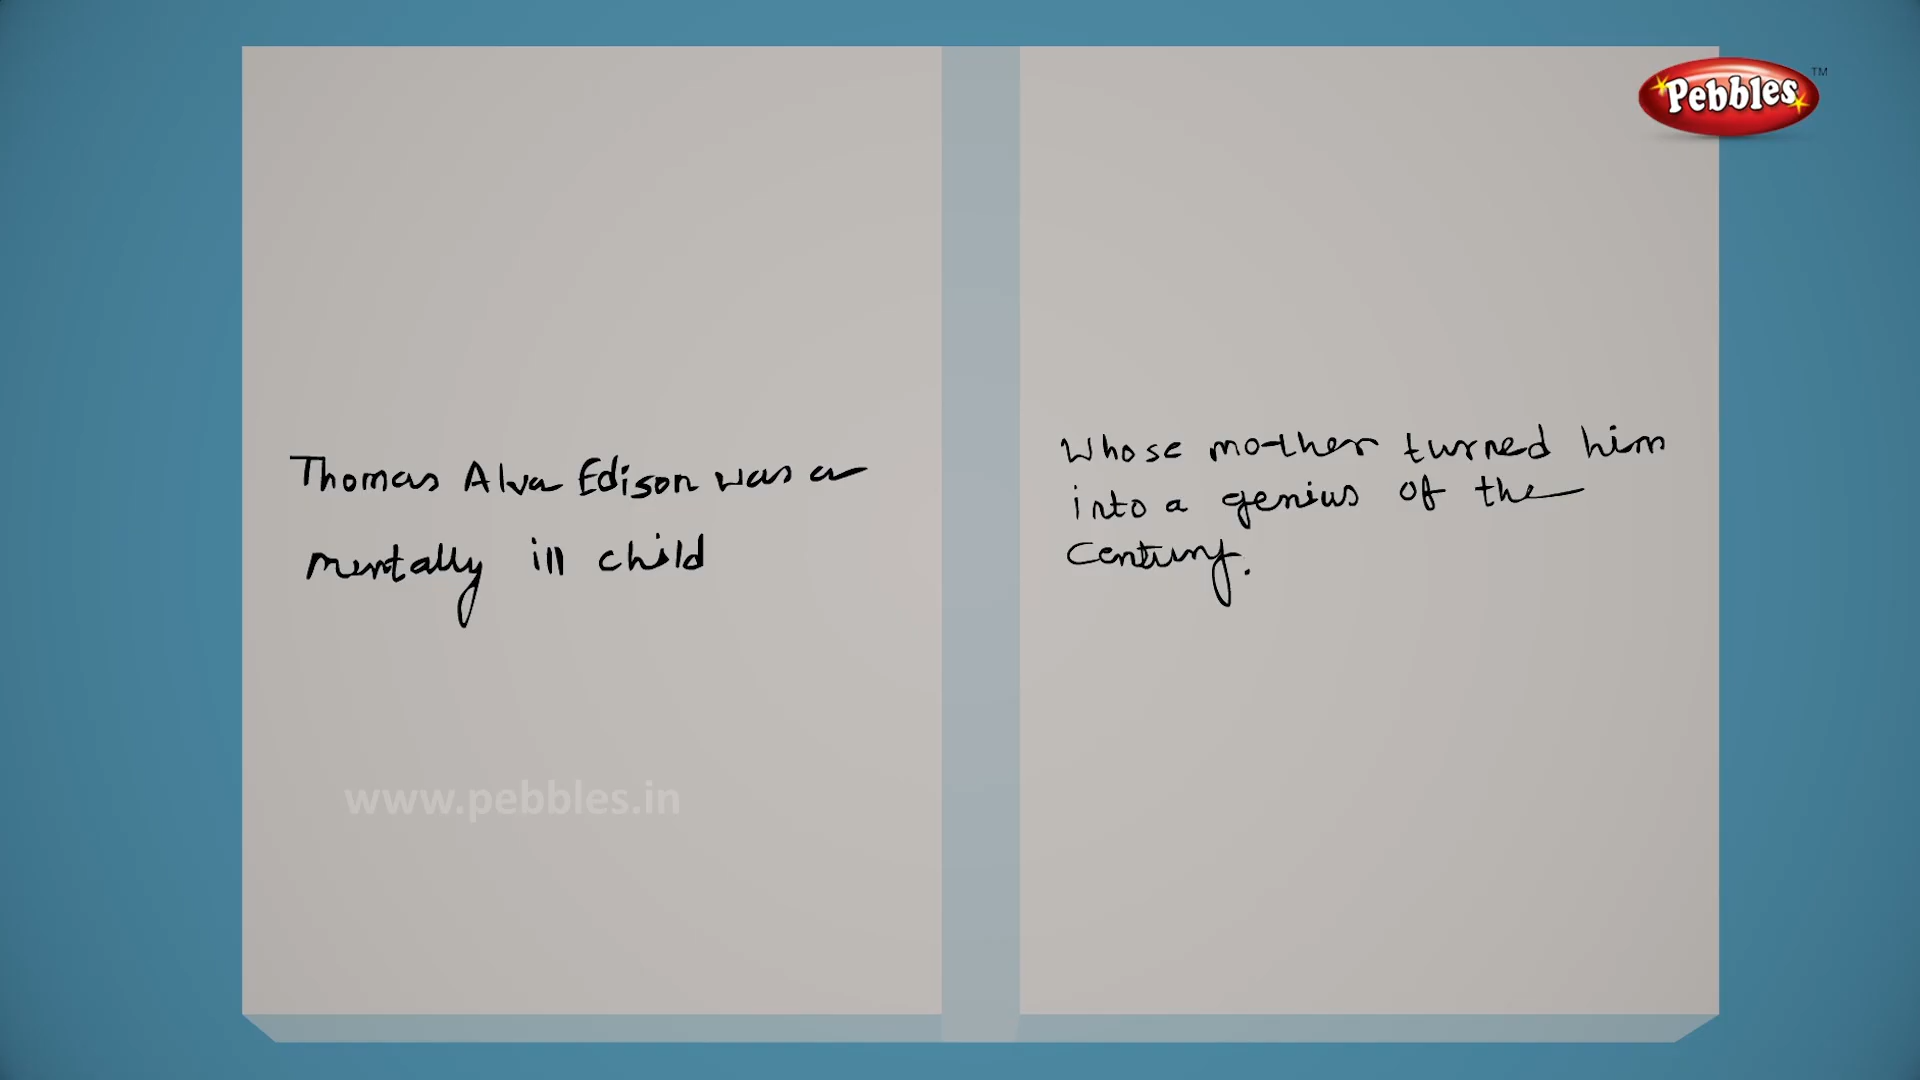 Pebbles TM
Thomas Alva Edison was a
mentally ill child
Whose mother turned him
into a genius of the
Century.
www.pebbles.in